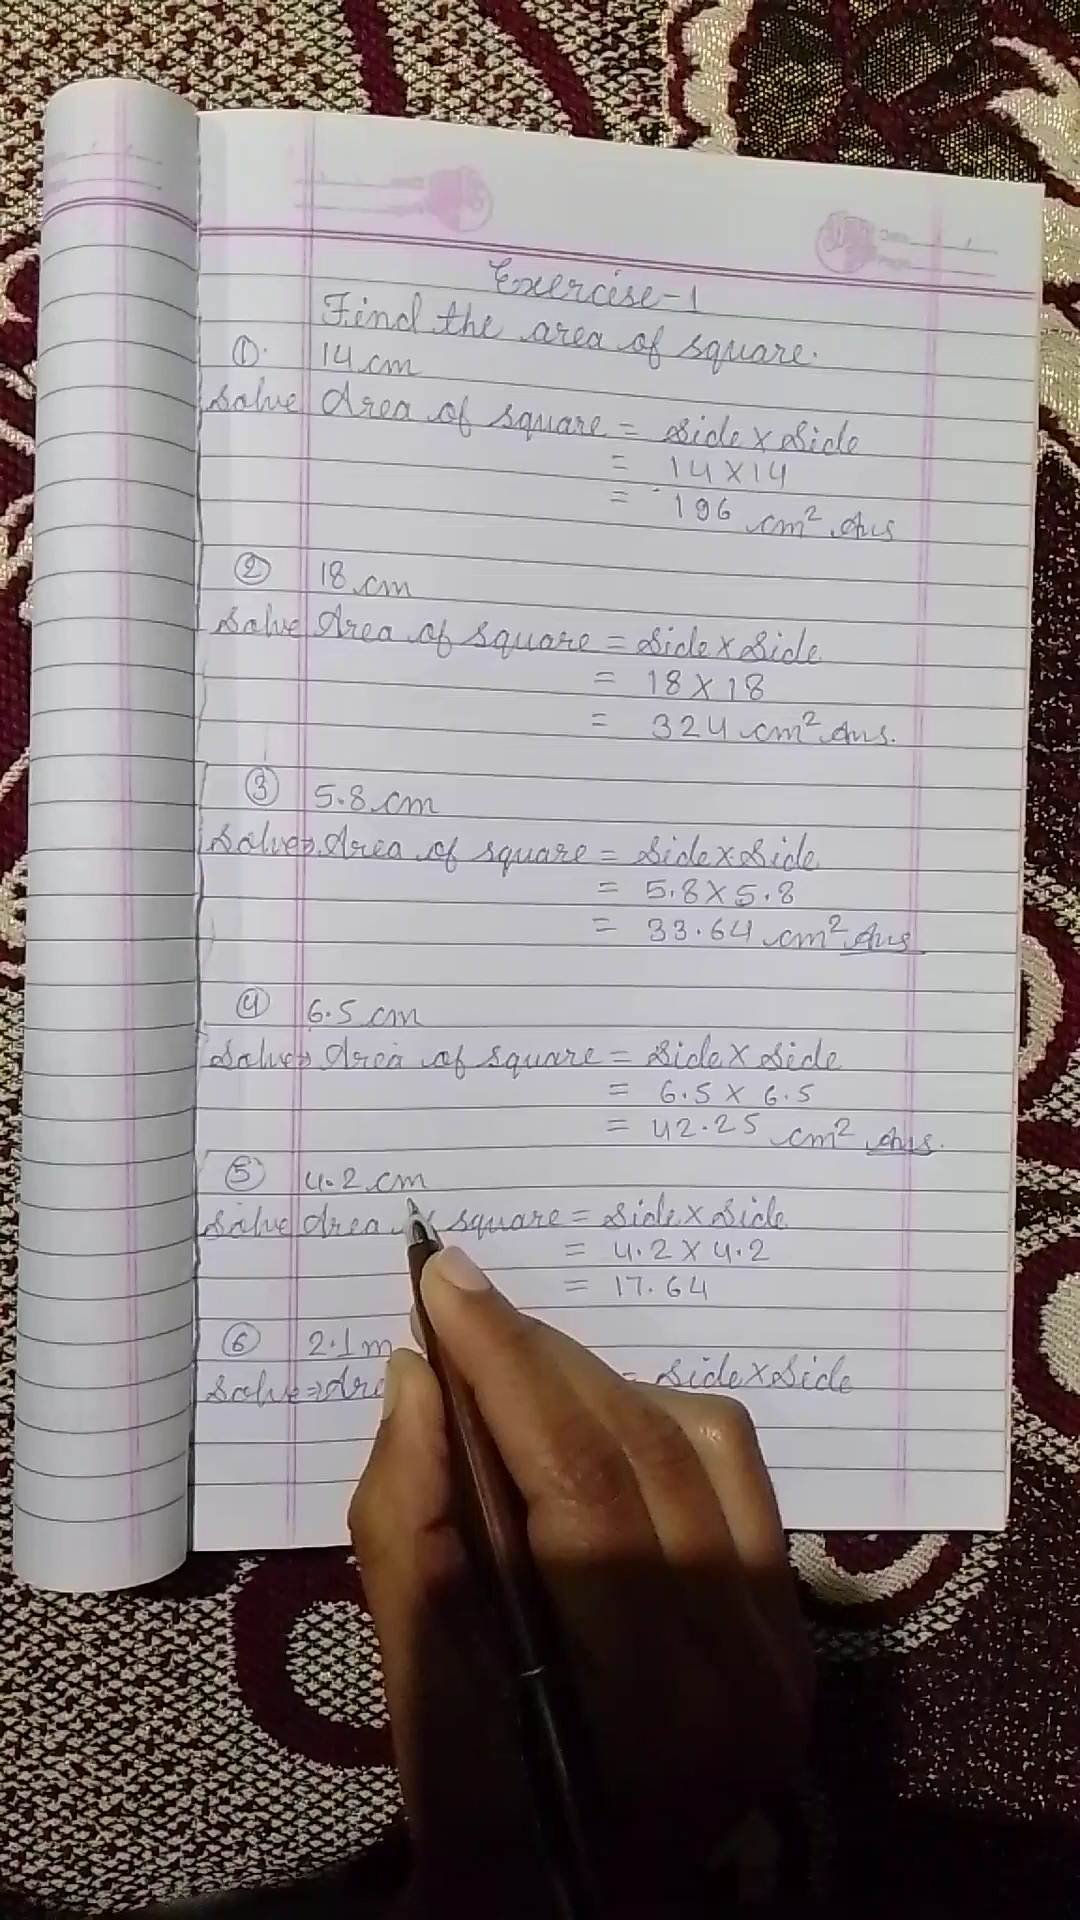 Exercise-1
Find the area of square.
①. 14 cm
Solve Area of square = Side x Side
= 14 X 14
= 196 cm² Ans
② 18 cm
Solve Area of square = Side x Side
= 18 X 18
= 324 cm² Ans.
③ 5.8 cm
Solve⇒ Area of square = Side x Side
= 5.8 X 5.8
= 33.64 cm² Ans
④ 6.5 cm
Solve⇒ Area of square = Side x Side
= 6.5 X 6.5
= 42.25 cm² Ans.
⑤ 4.2 cm
Solve Area of square = Side x Side
= 4.2 X 4.2
= 17.64
⑥ 2.1m
Solve⇒ Are = Side x Side